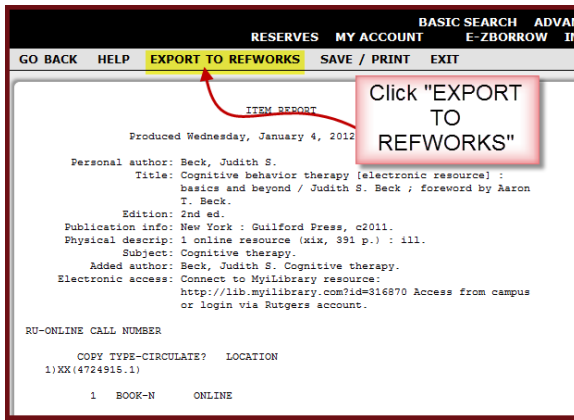 BASIC SEARCH ADVA
RESERVES MY ACCOUNT E-ZBORROW IN
GO BACK HELP EXPORT TO REFWORKS SAVE / PRINT EXIT
Click "EXPORT
TO
REFWORKS"
ITEM REPORT
Produced Wednesday, January 4, 2012
Personal author: Beck, Judith S.
Title: Cognitive behavior therapy [electronic resource] :
basics and beyond / Judith S. Beck ; foreword by Aaron
T. Beck.
Edition: 2nd ed.
Publication info: New York : Guilford Press, c2011.
Physical descrip: 1 online resource (xix, 391 p.) : ill.
Subject: Cognitive therapy.
Added author: Beck, Judith S. Cognitive therapy.
Electronic access: Connect to MyiLibrary resource:
http://lib.myilibrary.com?id=316870 Access from campus
or login via Rutgers account.
RU-ONLINE CALL NUMBER
COPY TYPE-CIRCULATE? LOCATION
1)XX(4724915.1)
1 BOOK-N ONLINE